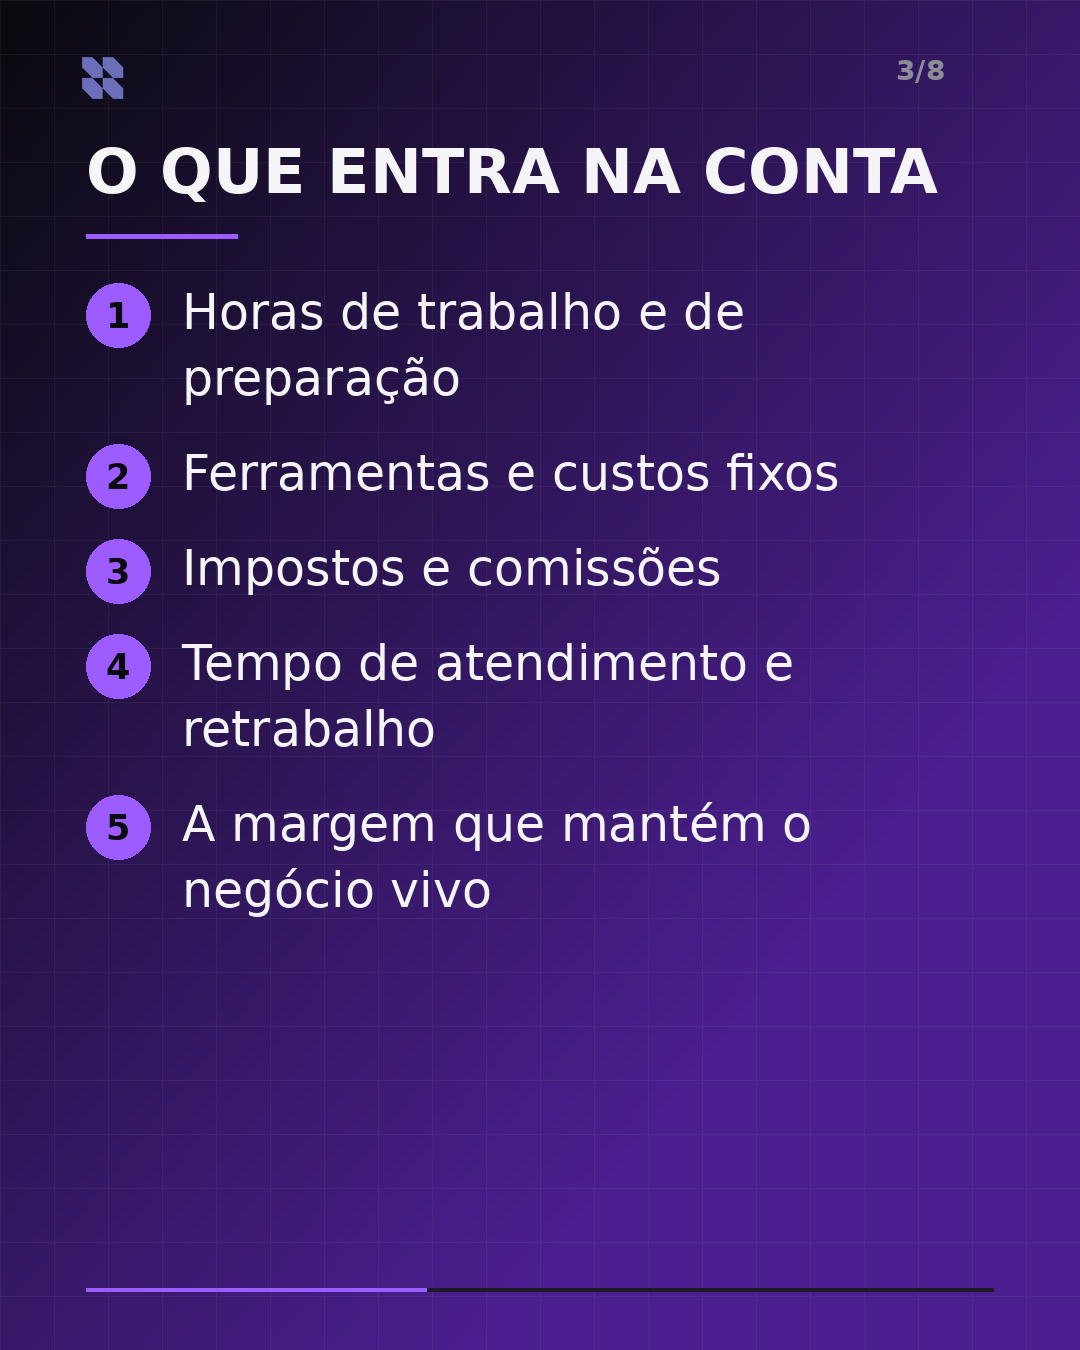 3/8
O QUE ENTRA NA CONTA
1 Horas de trabalho e de
preparação
2 Ferramentas e custos fixos
3 Impostos e comissões
4 Tempo de atendimento e
retrabalho
5 A margem que mantém o
negócio vivo